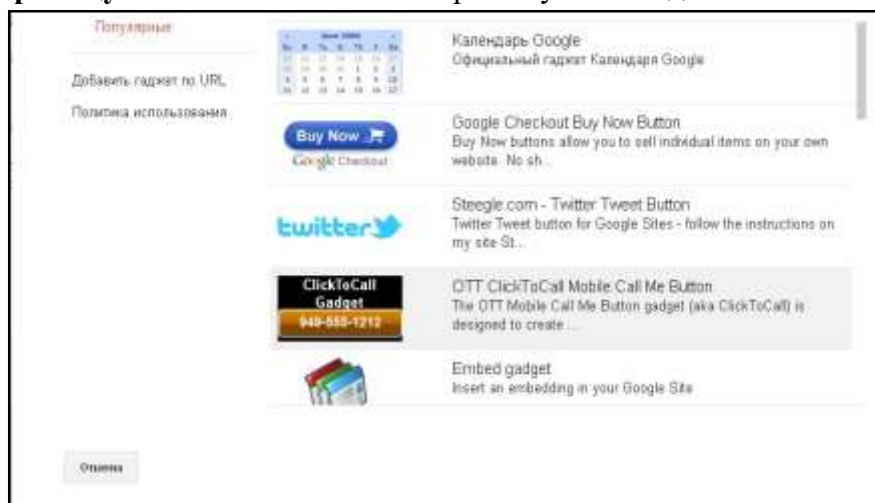 Популярные
Добавить гаджет по URL
Политика использования
Календарь Google
Официальный гаджет Календаря Google
Buy Now
Google Checkout
Google Checkout Buy Now Button
Buy Now buttons allow you to sell individual items on your own
website. No sh...
twitter
Steegle.com - Twitter Tweet Button
Twitter Tweet button for Google Sites - follow the instructions on
my site St...
ClickToCall
Gadget
949-555-1212
OTT ClickToCall Mobile Call Me Button
The OTT Mobile Call Me Button gadget (aka ClickToCall) is
designed to create ...
Embed gadget
Insert an embedding in your Google Site
Отмена